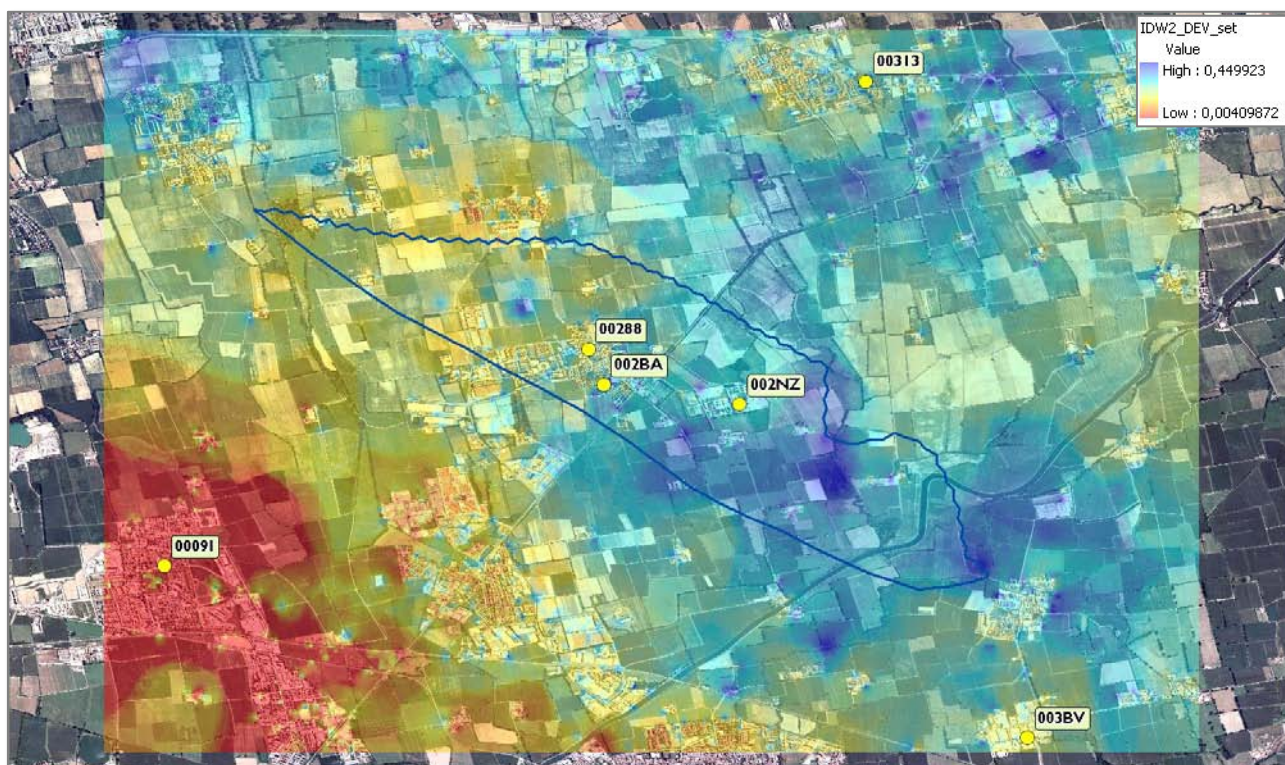 IDW2_DEV_set
Value
High : 0,449923
Low : 0,00409872
00313
00288
002BA
002NZ
00091
003BV